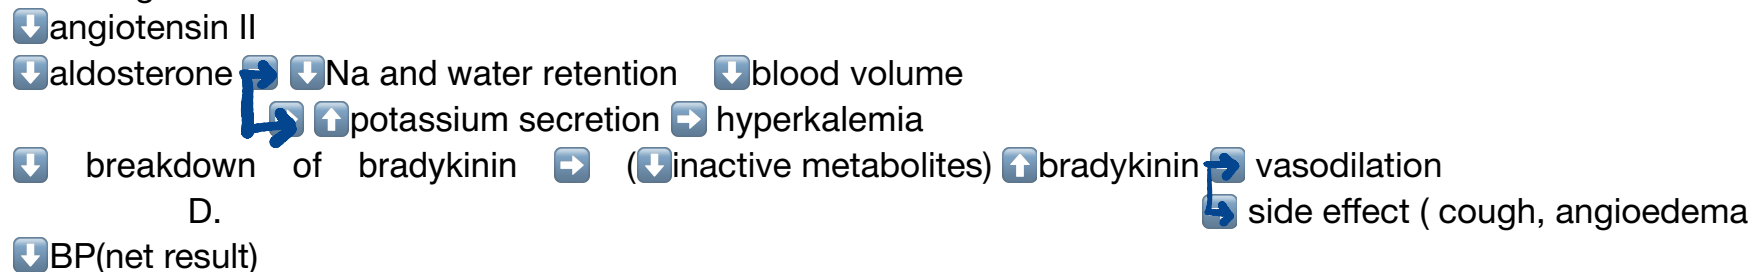 ⬇️angiotensin II
⬇️aldosterone ➡️ ⬇️Na and water retention ⬇️blood volume
➡️ ⬆️potassium secretion ➡️ hyperkalemia
⬇️ breakdown of bradykinin ➡️ (⬇️inactive metabolites) ⬆️bradykinin ➡️ vasodilation
D. ➡️ side effect ( cough, angioedema
⬇️BP(net result)